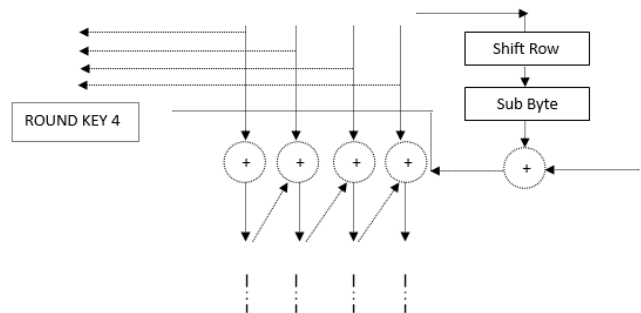 Shift Row
Sub Byte
ROUND KEY 4
+ + + + +